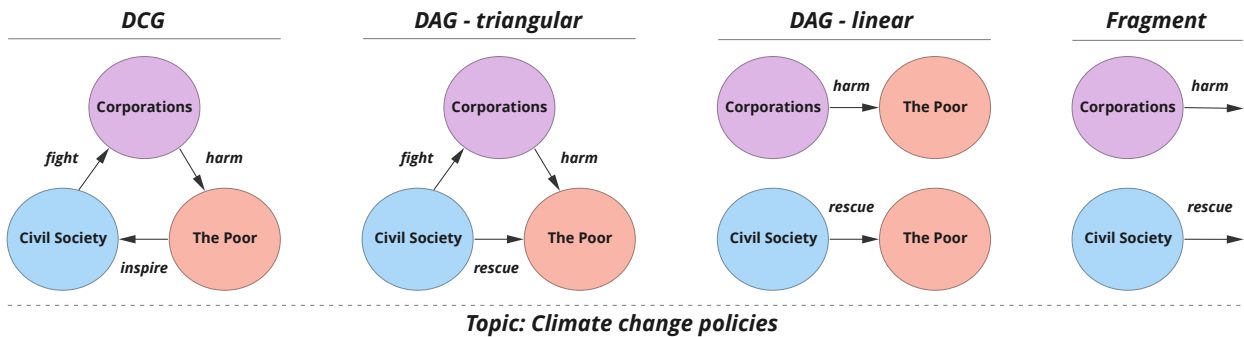 DCG
Corporations
fight
harm
Civil Society
The Poor
inspire
DAG - triangular
Corporations
fight
harm
Civil Society
The Poor
rescue
DAG - linear
Corporations
harm
The Poor
Civil Society
rescue
The Poor
Fragment
Corporations
harm
Civil Society
rescue
Topic: Climate change policies